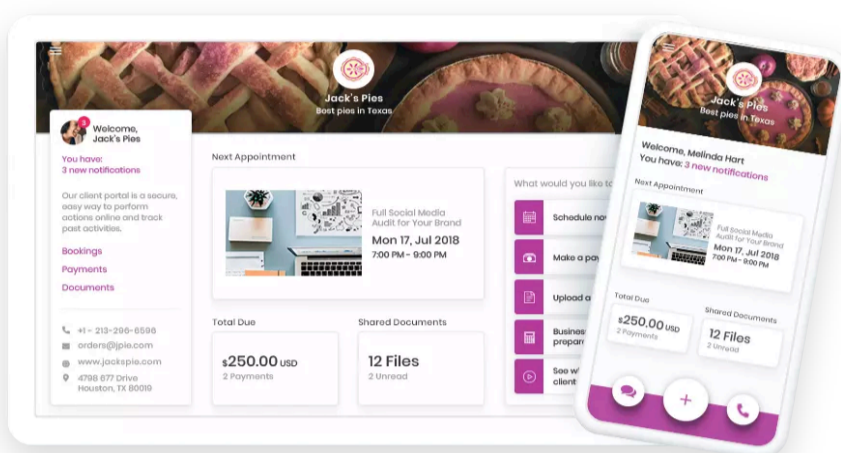 Jack's Pies
Best pies in Texas
3
Welcome,
Jack's Pies
You have:
3 new notifications
Our client portal is a secure,
easy way to perform
actions online and track
past activities.
Bookings
Payments
Documents
+1 - 213-296-6596
orders@jpie.com
www.jackspie.com
4798 677 Drive
Houston, TX 80019
Next Appointment
Full Social Media
Audit for Your Brand
Mon 17, Jul 2018
7:00 PM - 9:00 PM
Total Due
$250.00 USD
2 Payments
Shared Documents
12 Files
2 Unread
What would you like to
Schedule now
Make a pay
Upload a
Business
prepar
See w
client
Jack's Pies
Best pies in Texas
Welcome, Melinda Hart
You have: 3 new notifications
Next Appointment
Full Social Media
Audit for Your Brand
Mon 17, Jul 2018
7:00 PM - 9:00 PM
Total Due
$250.00 USD
2 Payments
Shared Documents
12 Files
2 Unread